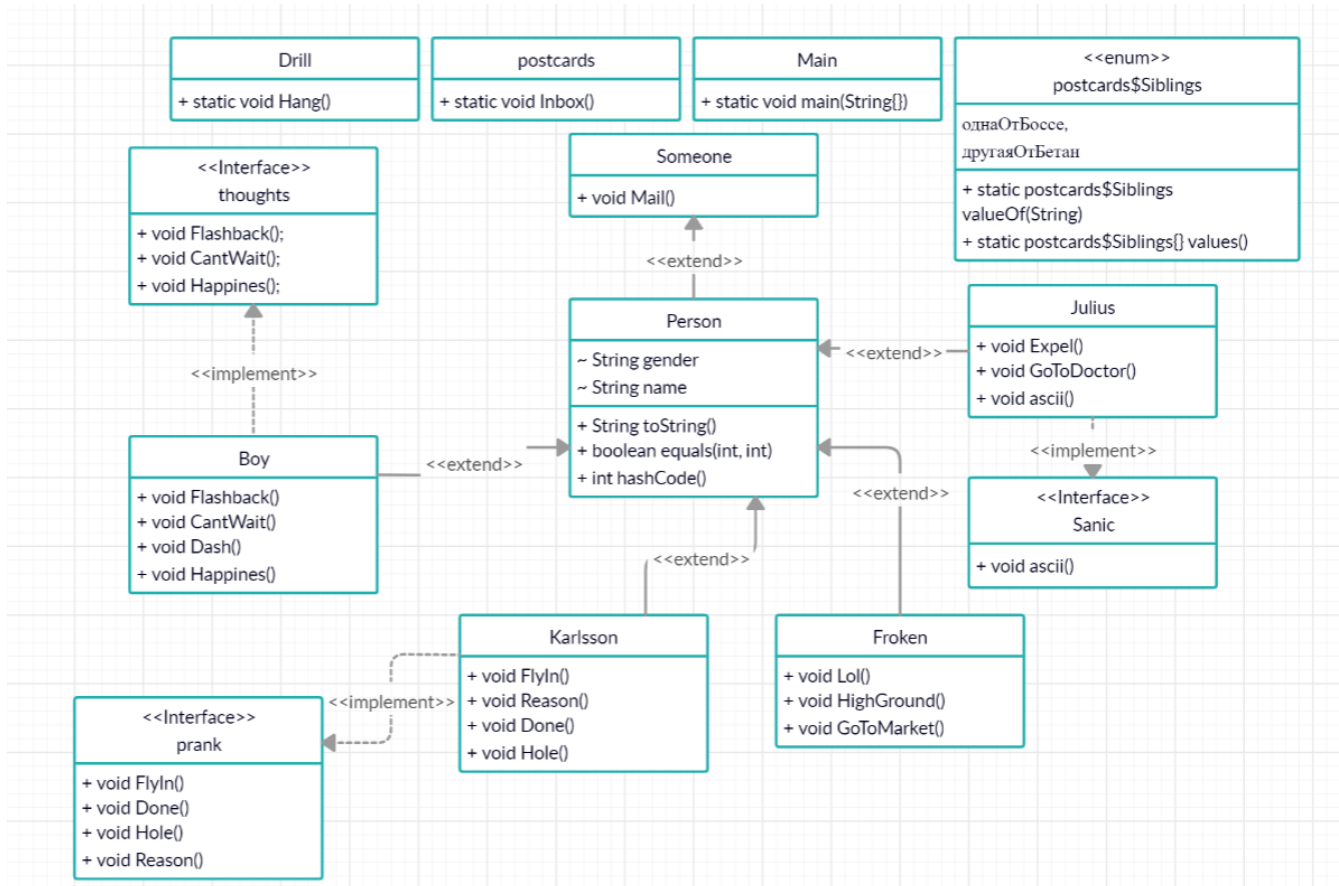 Drill
+ static void Hang()
postcards
+ static void Inbox()
Main
+ static void main(String{})
<<enum>>
postcards$Siblings
однаОтБоссе,
другаяОтБетан
+ static postcards$Siblings
valueOf(String)
+ static postcards$Siblings{} values()
<<Interface>>
thoughts
+ void Flashback();
+ void CantWait();
+ void Happines();
Someone
+ void Mail()
<<extend>>
Person
~ String gender
~ String name
+ String toString()
+ boolean equals(int, int)
+ int hashCode()
<<extend>>
Julius
+ void Expel()
+ void GoToDoctor()
+ void ascii()
<<implement>>
<<implement>>
Boy
+ void Flashback()
+ void CantWait()
+ void Dash()
+ void Happines()
<<extend>>
<<extend>>
<<extend>>
<<Interface>>
Sanic
+ void ascii()
Karlsson
+ void FlyIn()
+ void Reason()
+ void Done()
+ void Hole()
Froken
+ void Lol()
+ void HighGround()
+ void GoToMarket()
<<implement>>
<<Interface>>
prank
+ void FlyIn()
+ void Done()
+ void Hole()
+ void Reason()